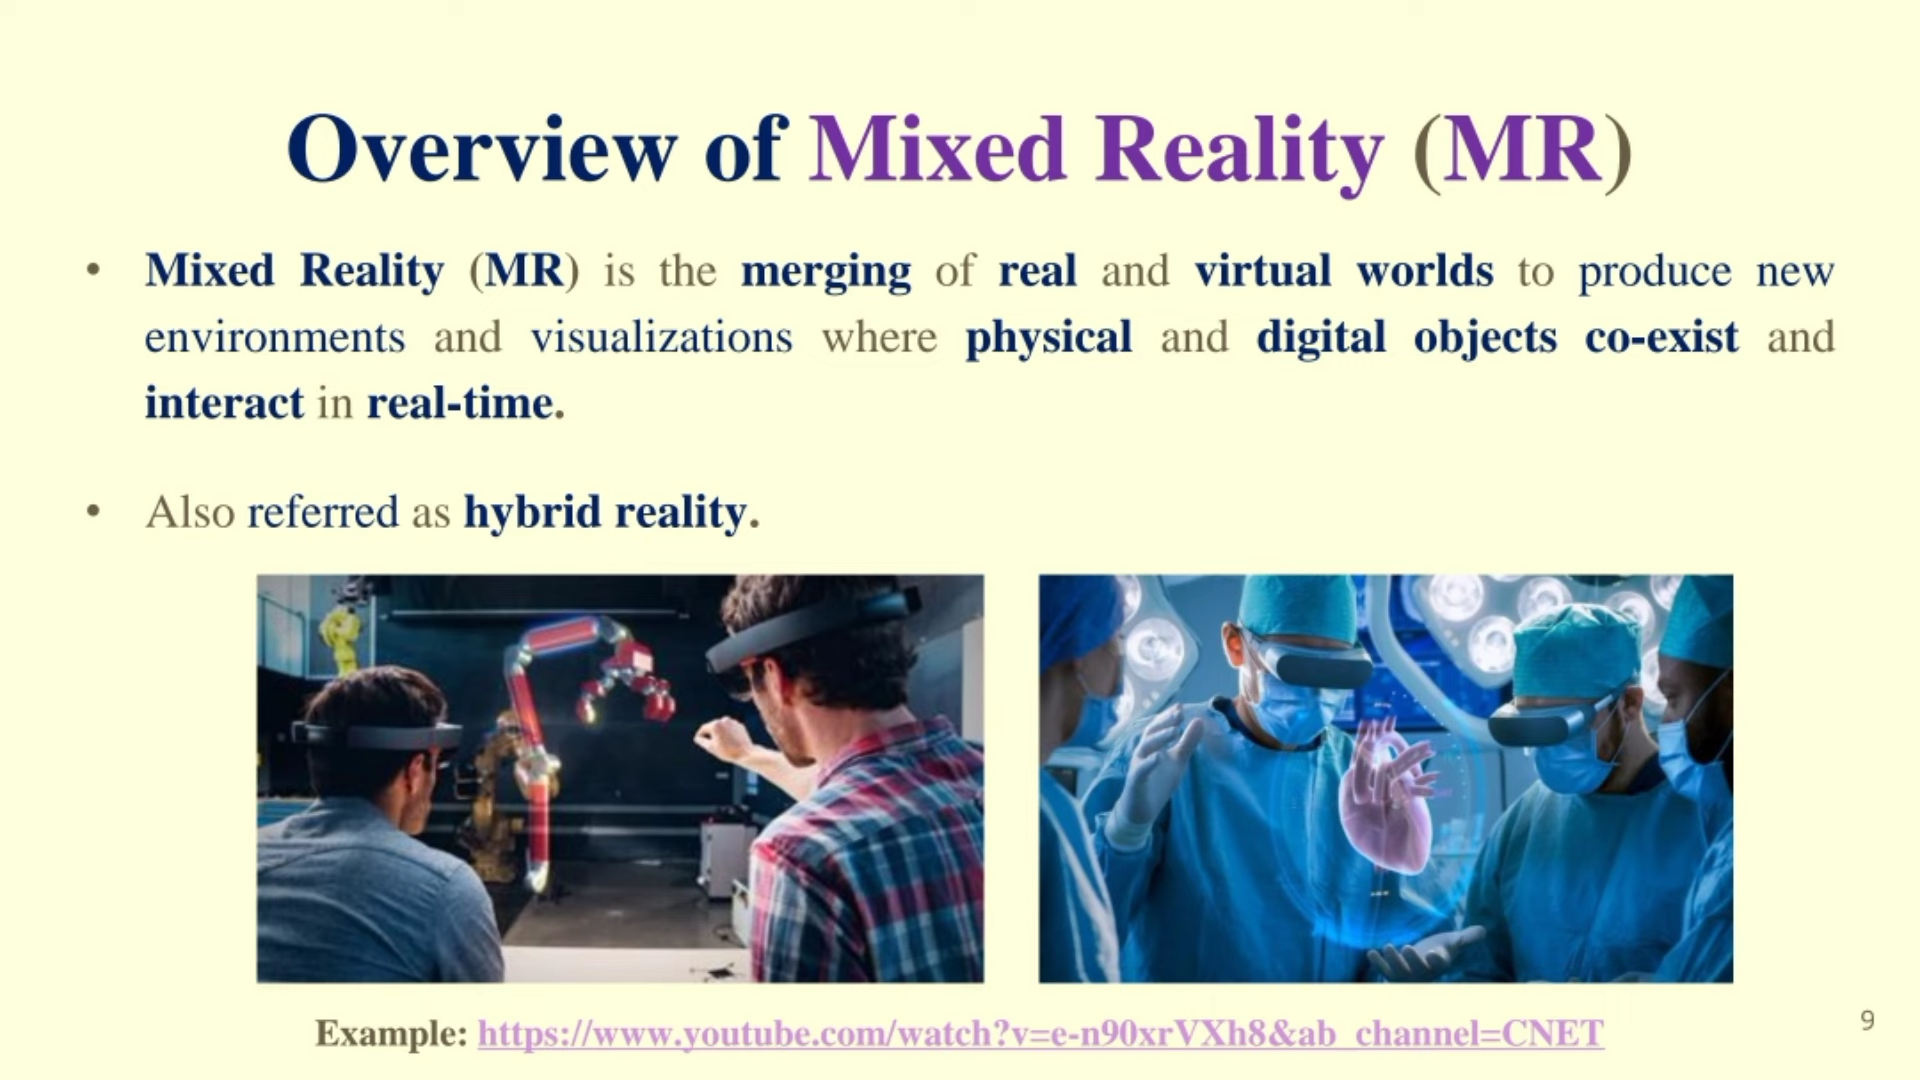 Overview of Mixed Reality (MR)
• Mixed Reality (MR) is the merging of real and virtual worlds to produce new
environments and visualizations where physical and digital objects co-exist and
interact in real-time.
• Also referred as hybrid reality.
Example: https://www.youtube.com/watch?v=e-n90xrVXh8&ab_channel=CNET
9